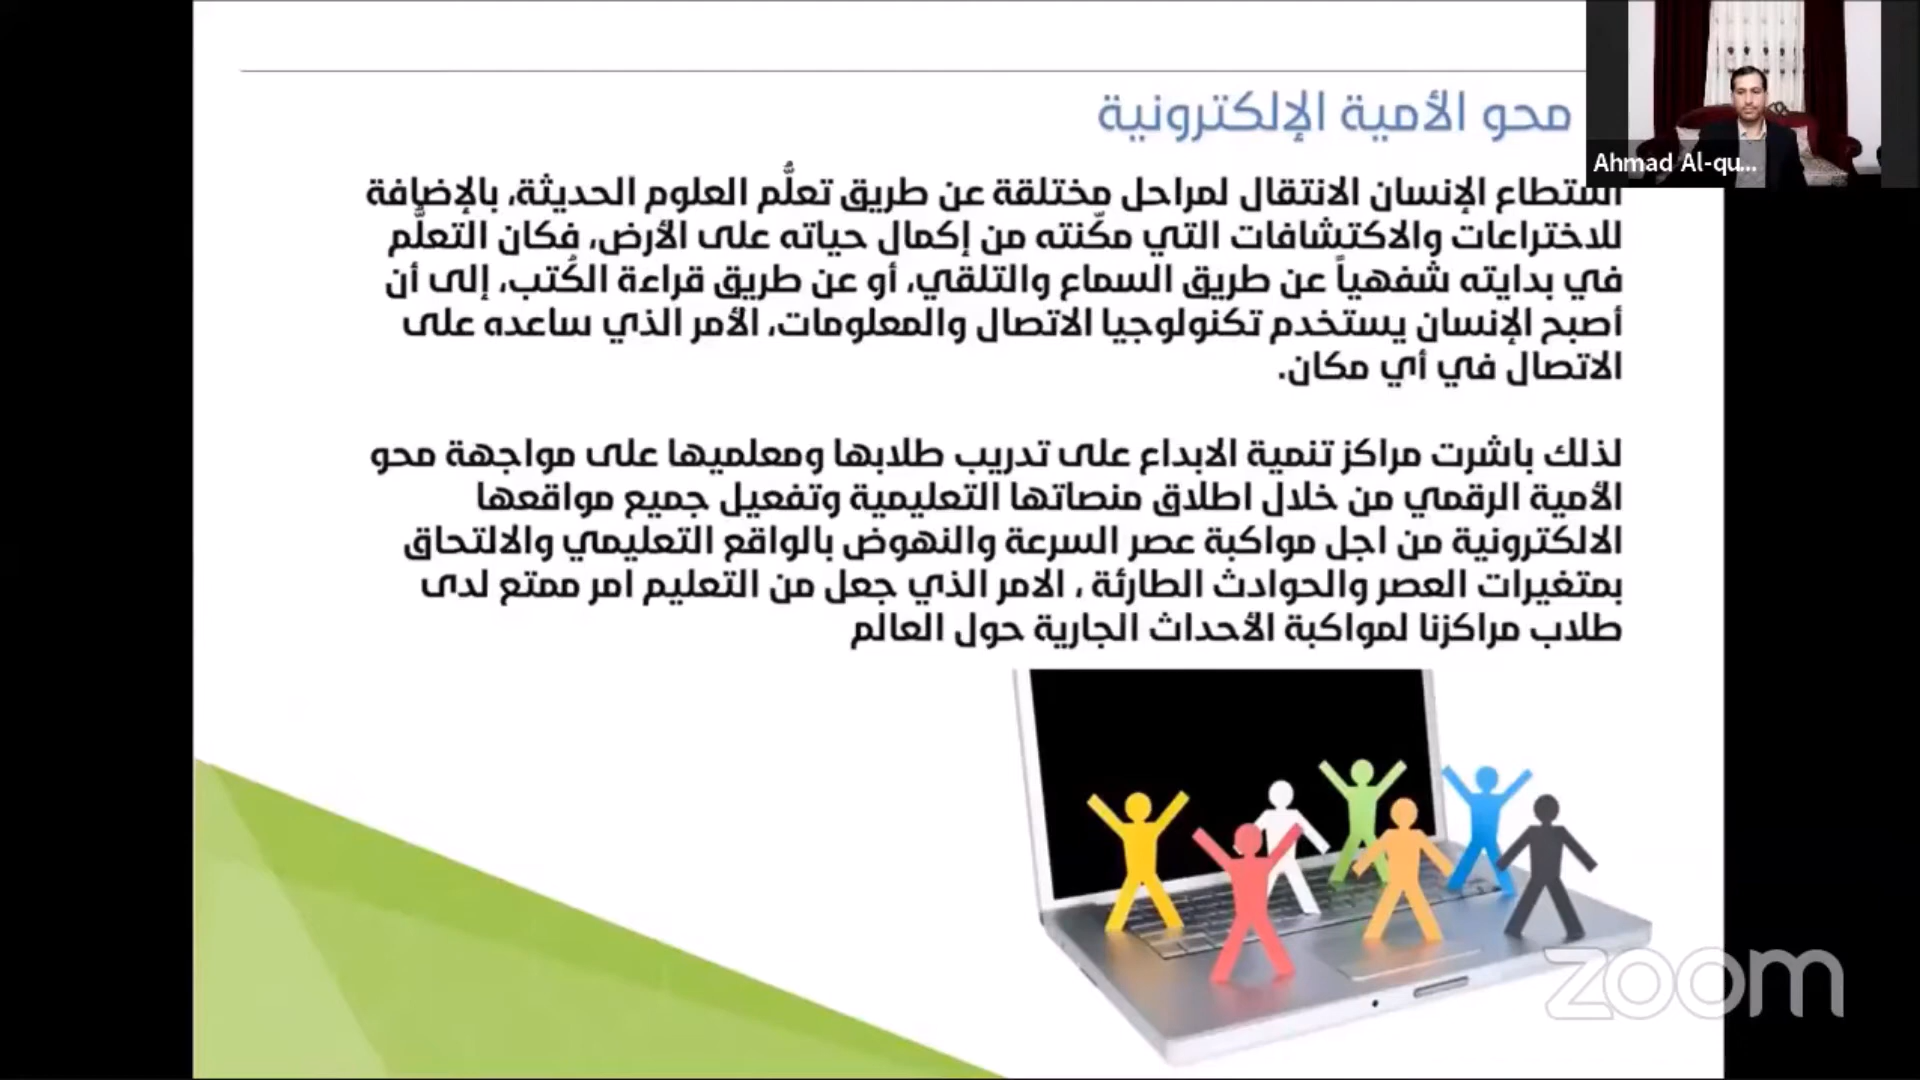 محو الأمية الإلكترونية
Ahmad Al-qu...
استطاع الإنسان الانتقال لمراحل مختلقة عن طريق تعلُّم العلوم الحديثة، بالإضافة
للاختراعات والاكتشافات التي مكّنته من إكمال حياته على الأرض، فكان التعلُّم
في بدايته شفهياً عن طريق السماع والتلقي، أو عن طريق قراءة الكُتب، إلى أن
أصبح الإنسان يستخدم تكنولوجيا الاتصال والمعلومات، الأمر الذي ساعده على
الاتصال في أي مكان.
لذلك باشرت مراكز تنمية الابداع على تدريب طلابها ومعلميها على مواجهة محو
الأمية الرقمي من خلال اطلاق منصاتها التعليمية وتفعيل جميع مواقعها
الالكترونية من اجل مواكبة عصر السرعة والنهوض بالواقع التعليمي والالتحاق
بمتغيرات العصر والحوادث الطارئة ، الامر الذي جعل من التعليم امر ممتع لدى
طلاب مراكزنا لمواكبة الأحداث الجارية حول العالم
zoom